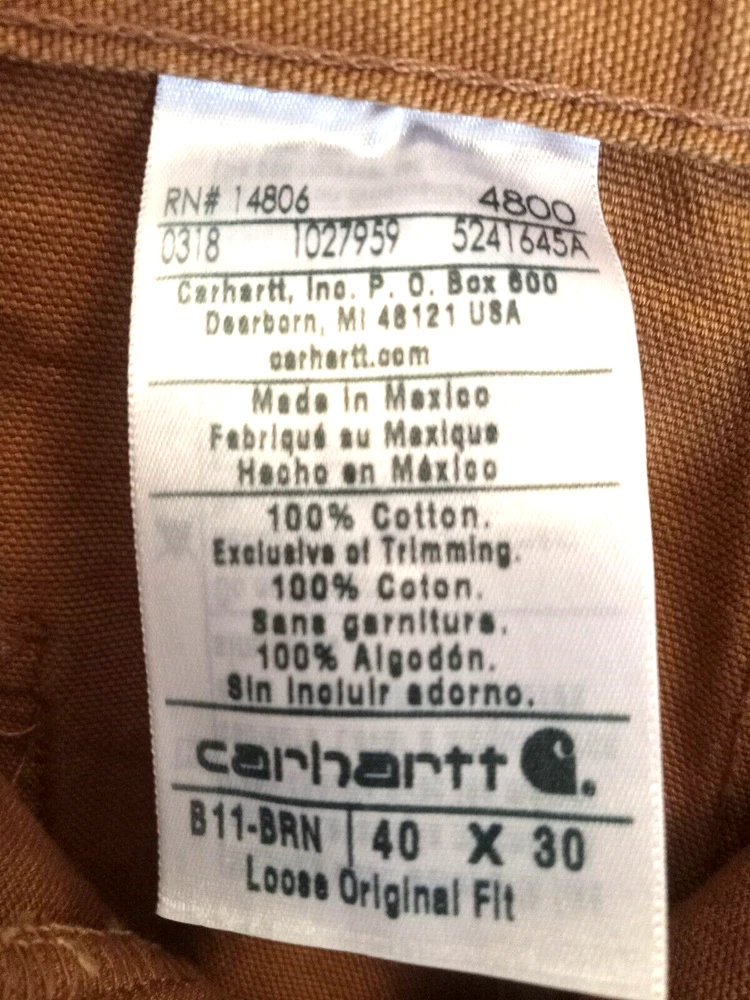 RN# 14806 4800
0318 1027959 5241645A
Carhartt, Inc. P. O. Box 600
Dearborn, MI 48121 USA
carhartt.com
Made in Mexico
Fabriqué au Mexique
Hecho en México
100% Cotton.
Exclusive of Trimming.
100% Coton.
Sans garniture.
100% Algodón.
Sin incluir adorno.
carhartt
B11-BRN 40 X 30
Loose Original Fit